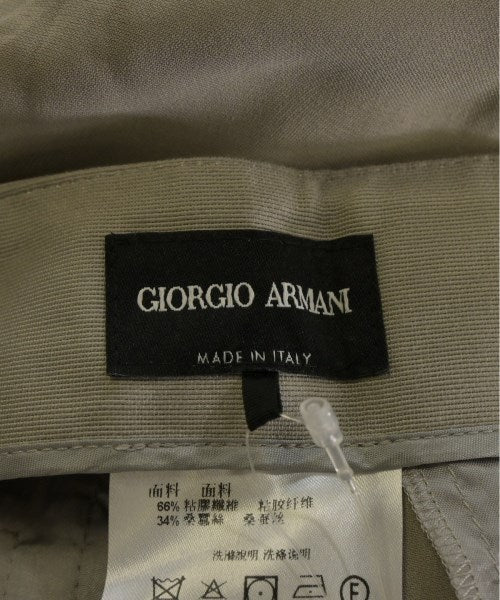 GIORGIO ARMANI
MADE IN ITALY
面料 面料
66% 粘膠纖維 粘胶纤维
34% 桑蠶絲 桑蚕丝
洗滌說明 洗涤说明
F